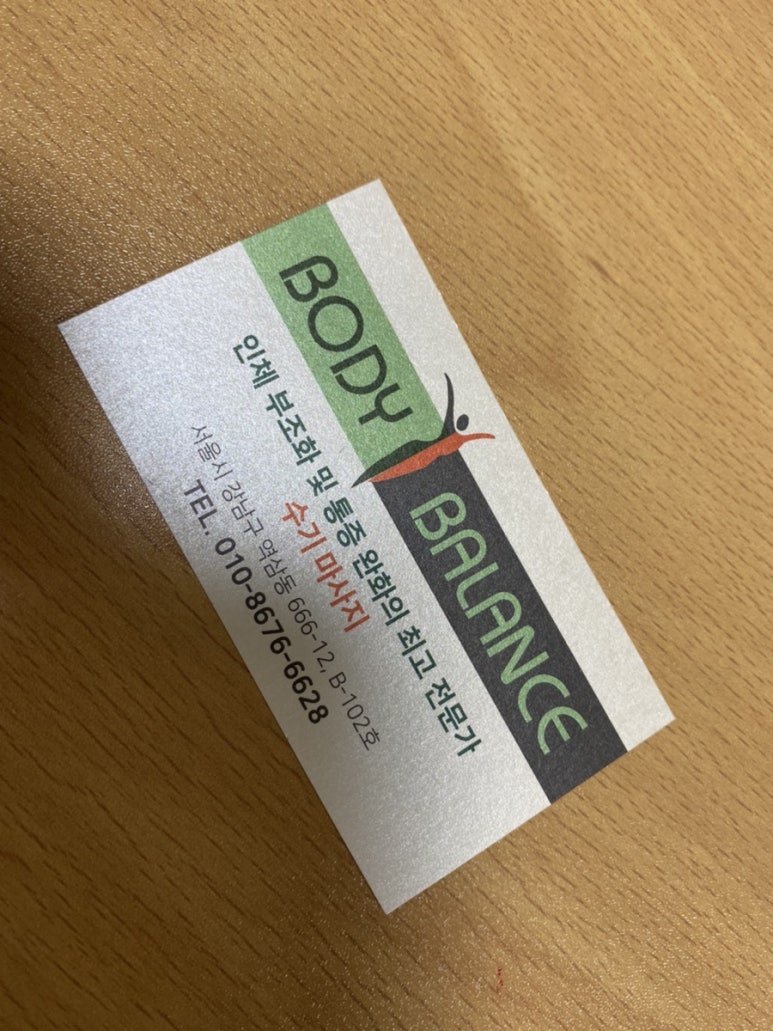 BODY BALANCE
인체 부조화 및 통증 완화의 최고 전문가
수기 마사지
서울시 강남구 역삼동 666-12, B-102호
TEL. 010-8676-6628